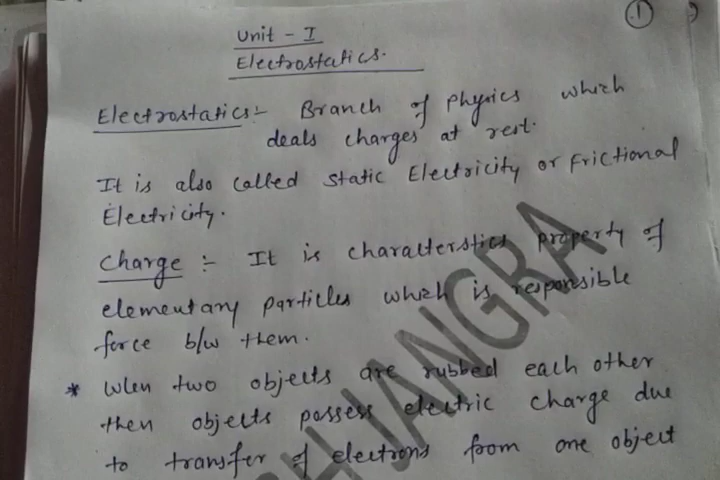 1
Unit - I
Electrostatics.
Electrostatics :- Branch of physics which
deals charges at rest.
It is also called static Electricity or Frictional
Electricity.
Charge :- It is characterstics property of
elementary particles which is responsible
force b/w them.
* When two objects are rubbed each other
then objects possess electric charge due
to transfer of electrons from one object
JANGRA